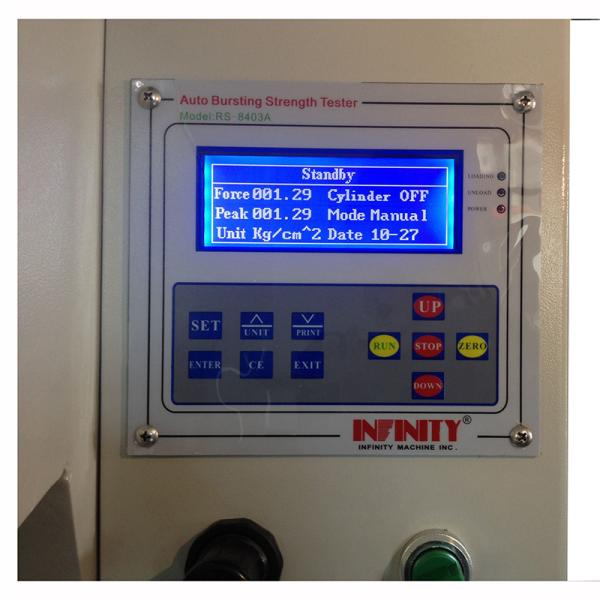 Auto Bursting Strength Tester
Model:RS-8403A
Standby
Force 001.29 Cylinder OFF
Peak 001.29 Mode Manual
Unit Kg/cm^2 Date 10-27
LOADING
UNLOAD
POWER
SET
UNIT
PRINT
ENTER
CE
EXIT
UP
RUN
STOP
ZERO
DOWN
INFINITY®
INFINITY MACHINE INC.